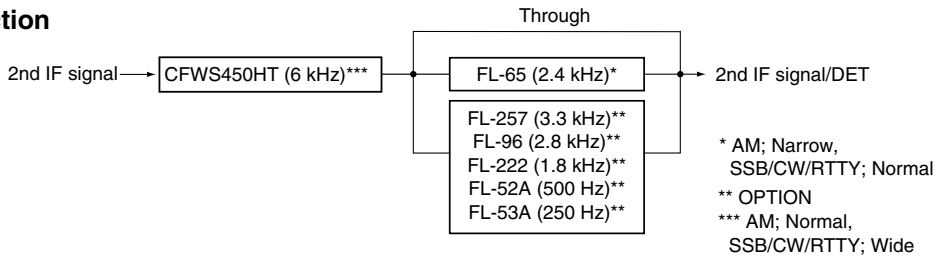 tion
Through
2nd IF signal
CFWS450HT (6 kHz)***
FL-65 (2.4 kHz)*
2nd IF signal/DET
FL-257 (3.3 kHz)**
FL-96 (2.8 kHz)**
FL-222 (1.8 kHz)**
FL-52A (500 Hz)**
FL-53A (250 Hz)**
* AM; Narrow,
SSB/CW/RTTY; Normal
** OPTION
*** AM; Normal,
SSB/CW/RTTY; Wide